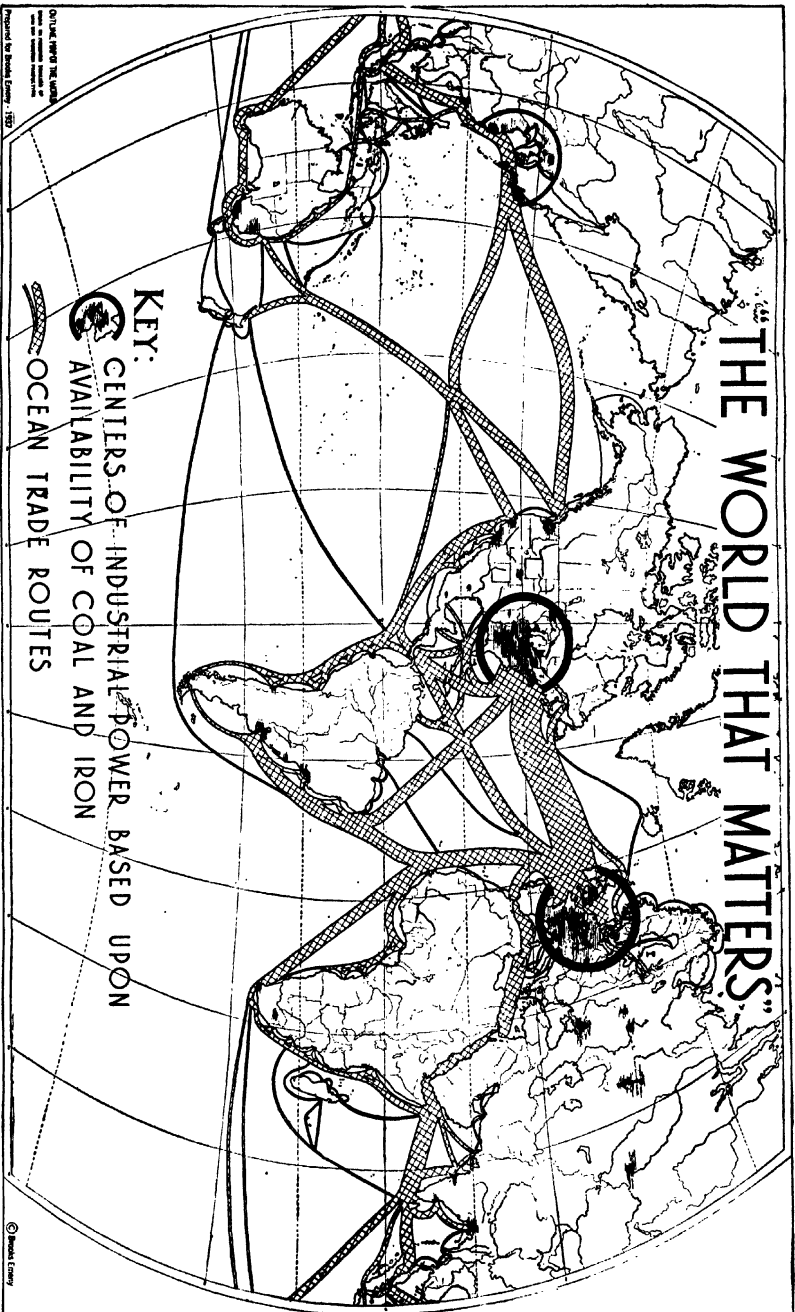 "THE WORLD THAT MATTERS"
KEY:
CENTERS OF INDUSTRIAL POWER BASED UPON
AVAILABILITY OF COAL AND IRON
OCEAN TRADE ROUTES
OUTLINE MAP OF THE WORLD
Prepared for Brooks Emeny - 1937
© Brooks Emeny